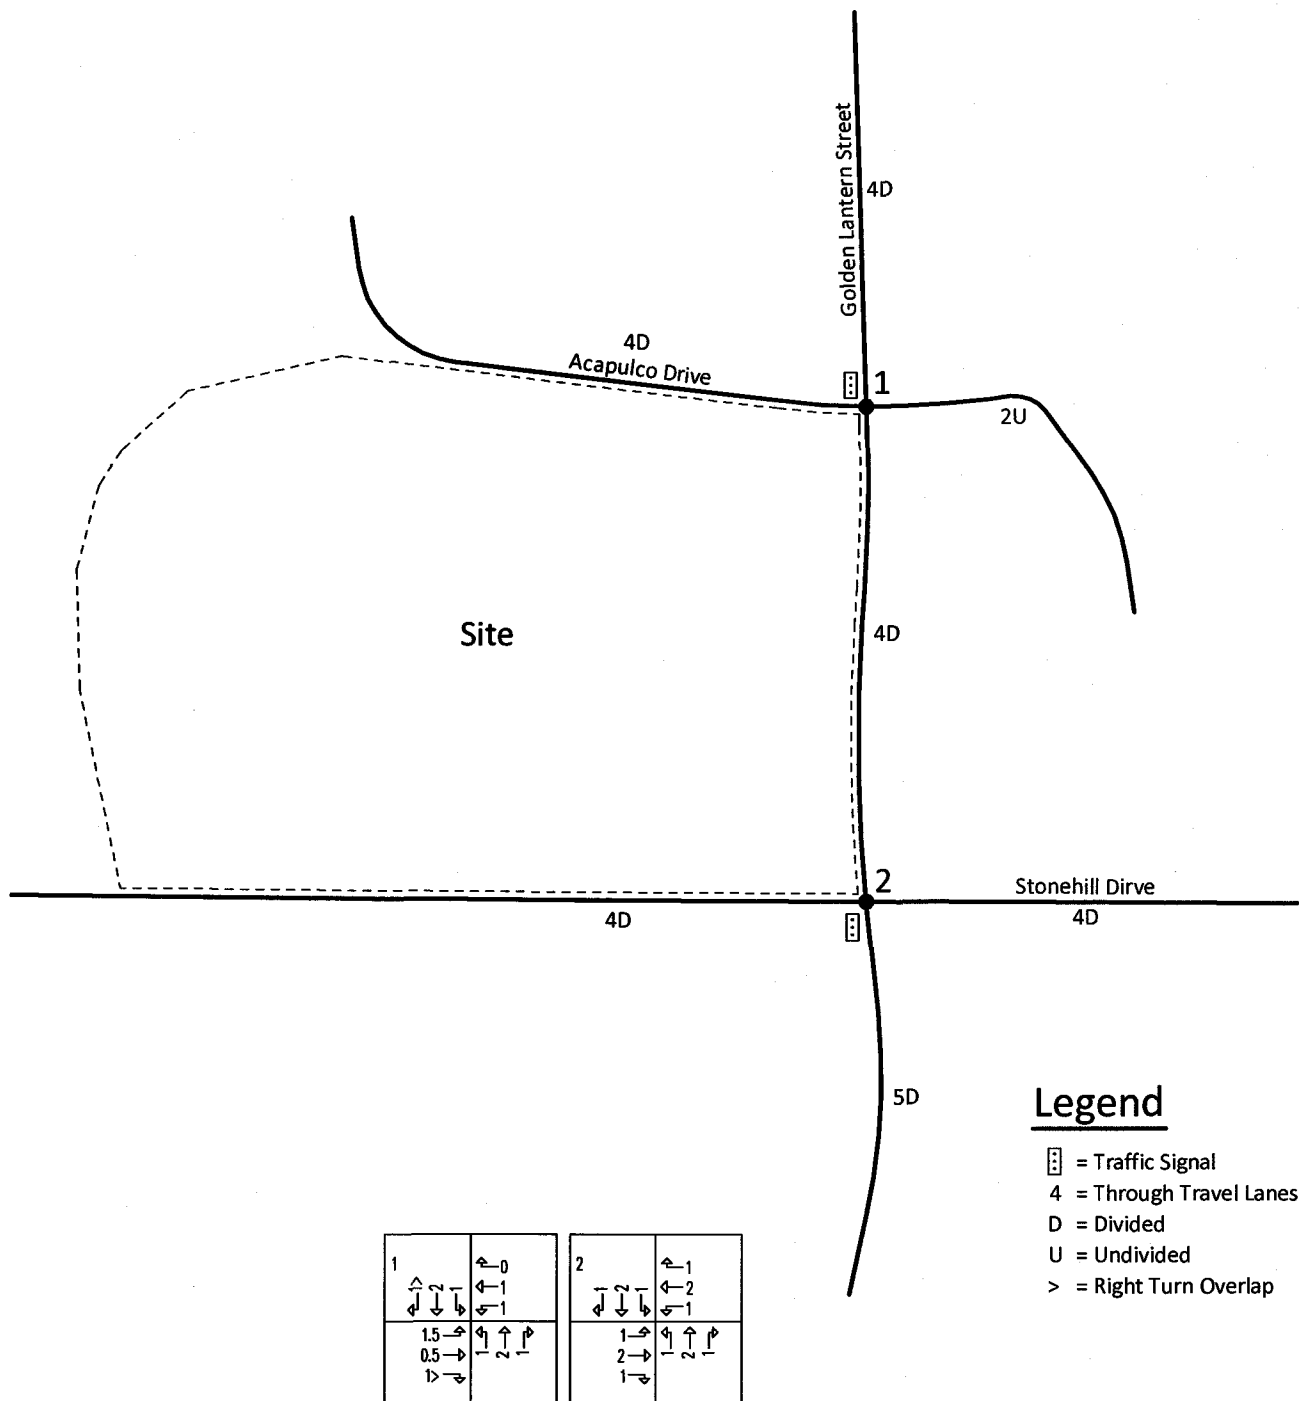 Golden Lantern Street
4D
4D
Acapulco Drive
1
2U
Site
4D
2
Stonehill Dirve
4D
4D
5D
Legend
= Traffic Signal
4 = Through Travel Lanes
D = Divided
U = Undivided
> = Right Turn Overlap
1
0
1> 2 1
1
1
1.5
0.5
1>
1 2 1
2
1
1 2 1
2
1
1
2
1
1 2 1